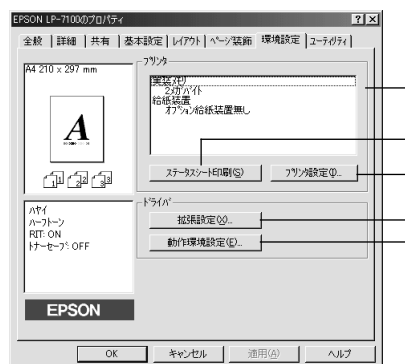 EPSON LP-7100のプロパティ
全般 詳細 共有 基本設定 レイアウト ページ装飾 環境設定 ユーティリティ
A4 210 x 297 mm
A
1 1 2 2 3 3
ハヤイ
ハーフトーン
RIT: ON
トナーセーブ: OFF
EPSON
プリンタ
実装メモリ
2メガバイト
給紙装置
オプション給紙装置無し
ステータスシート印刷(S)
プリンタ設定(I)...
ドライバ
拡張設定(X)...
動作環境設定(E)...
OK キャンセル 適用(A) ヘルプ